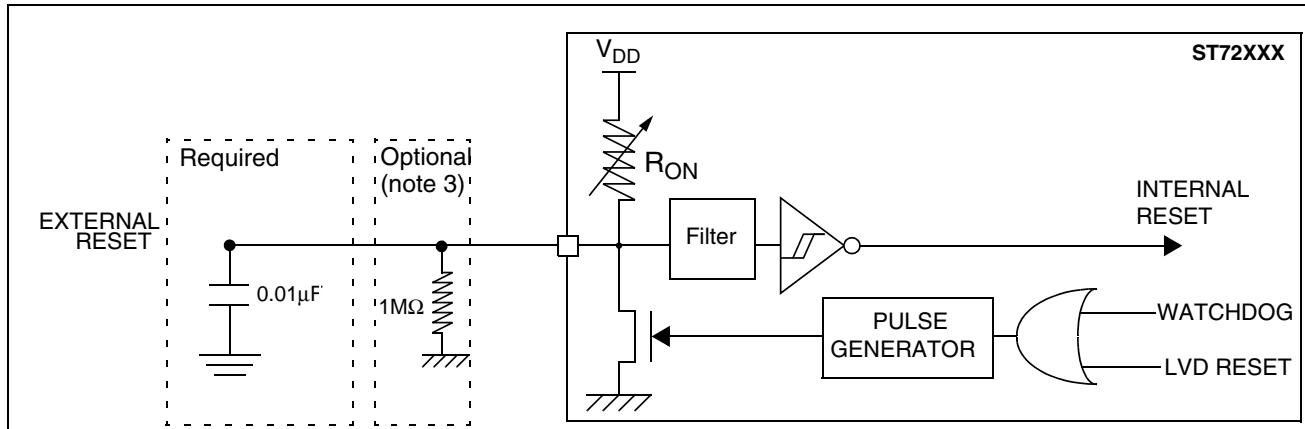 V_DD
ST72XXX
Required
Optional
(note 3)
R_ON
INTERNAL
RESET
EXTERNAL
RESET
Filter
0.01µF
1MΩ
PULSE
GENERATOR
WATCHDOG
LVD RESET